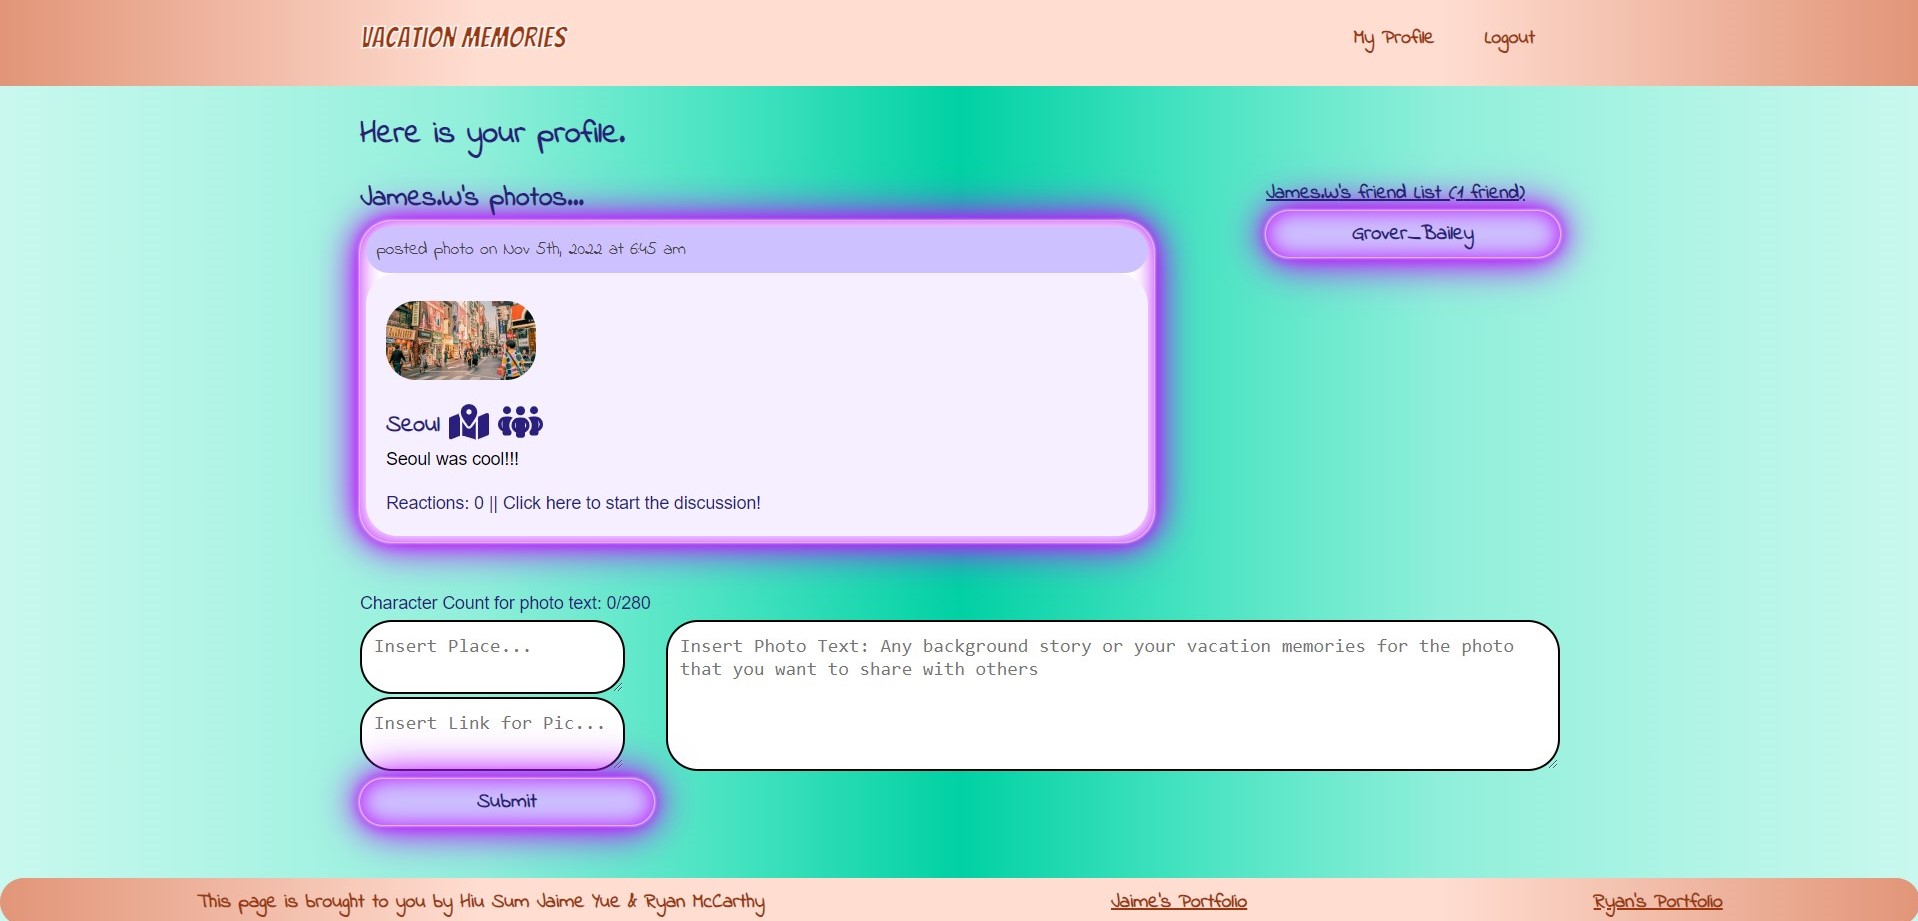 VACATION MEMORIES
My Profile
Logout
Here is your profile.
James.W's photos...
James.W's friend List (1 friend)
Grover_Bailey
posted photo on Nov 5th, 2022 at 6:45 am
Seoul
Seoul was cool!!!
Reactions: 0 || Click here to start the discussion!
Character Count for photo text: 0/280
Insert Place...
Insert Link for Pic...
Insert Photo Text: Any background story or your vacation memories for the photo
that you want to share with others
Submit
This page is brought to you by Hiu Sum Jaime Yue & Ryan McCarthy
Jaime's Portfolio
Ryan's Portfolio